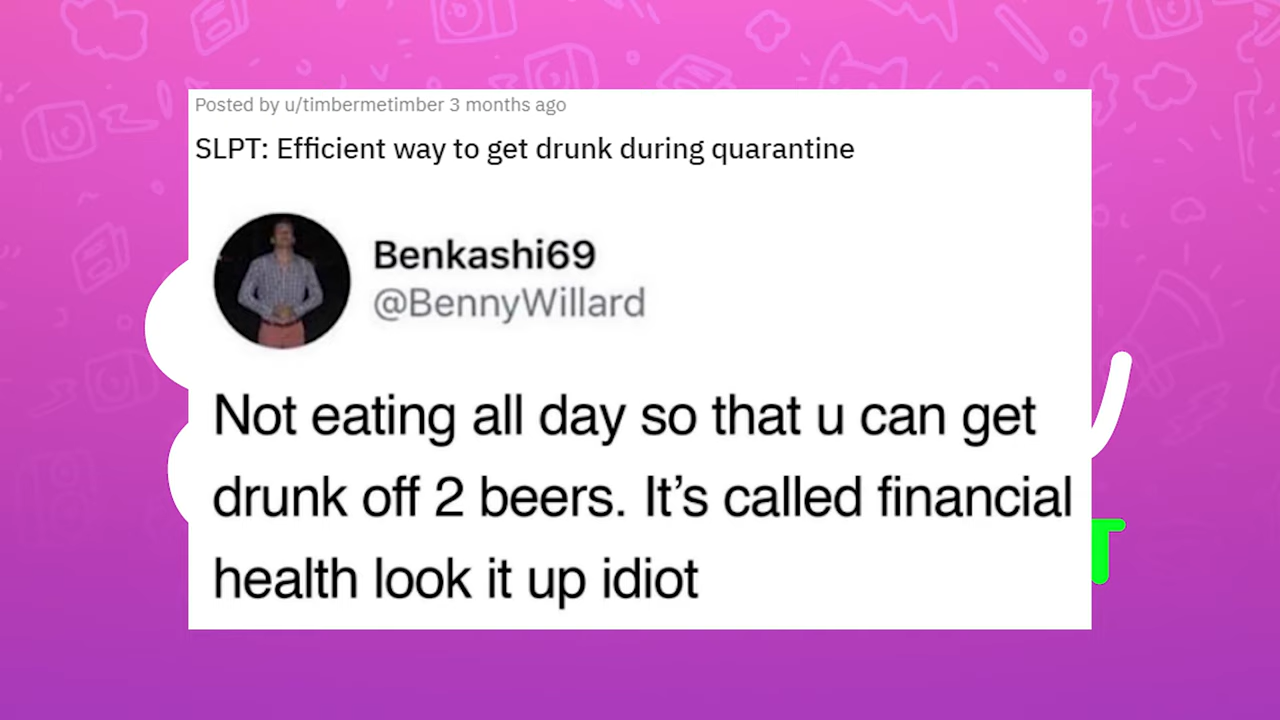 Posted by u/timbermetimber 3 months ago
SLPT: Efficient way to get drunk during quarantine
Benkashi69
@BennyWillard
Not eating all day so that u can get
drunk off 2 beers. It's called financial
health look it up idiot
T